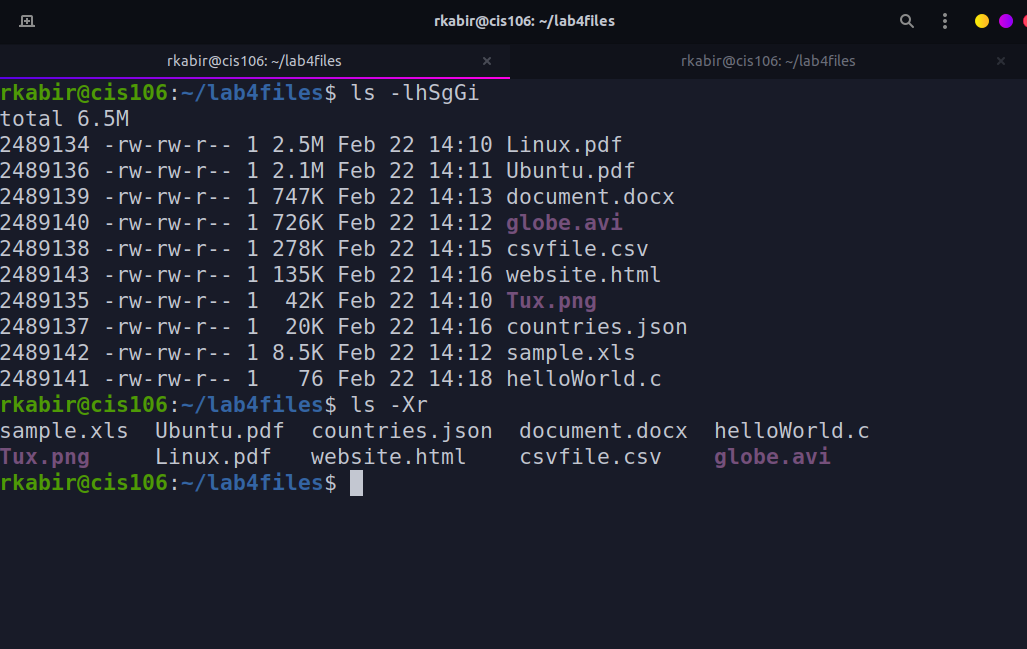 rkabir@cis106: ~/lab4files
rkabir@cis106: ~/lab4files × rkabir@cis106: ~/lab4files ×
rkabir@cis106:~/lab4files$ ls -lhSgGi
total 6.5M
2489134 -rw-rw-r-- 1 2.5M Feb 22 14:10 Linux.pdf
2489136 -rw-rw-r-- 1 2.1M Feb 22 14:11 Ubuntu.pdf
2489139 -rw-rw-r-- 1 747K Feb 22 14:13 document.docx
2489140 -rw-rw-r-- 1 726K Feb 22 14:12 globe.avi
2489138 -rw-rw-r-- 1 278K Feb 22 14:15 csvfile.csv
2489143 -rw-rw-r-- 1 135K Feb 22 14:16 website.html
2489135 -rw-rw-r-- 1  42K Feb 22 14:10 Tux.png
2489137 -rw-rw-r-- 1  20K Feb 22 14:16 countries.json
2489142 -rw-rw-r-- 1 8.5K Feb 22 14:12 sample.xls
2489141 -rw-rw-r-- 1   76 Feb 22 14:18 helloWorld.c
rkabir@cis106:~/lab4files$ ls -Xr
sample.xls  Ubuntu.pdf  countries.json  document.docx  helloWorld.c
Tux.png     Linux.pdf   website.html    csvfile.csv    globe.avi
rkabir@cis106:~/lab4files$